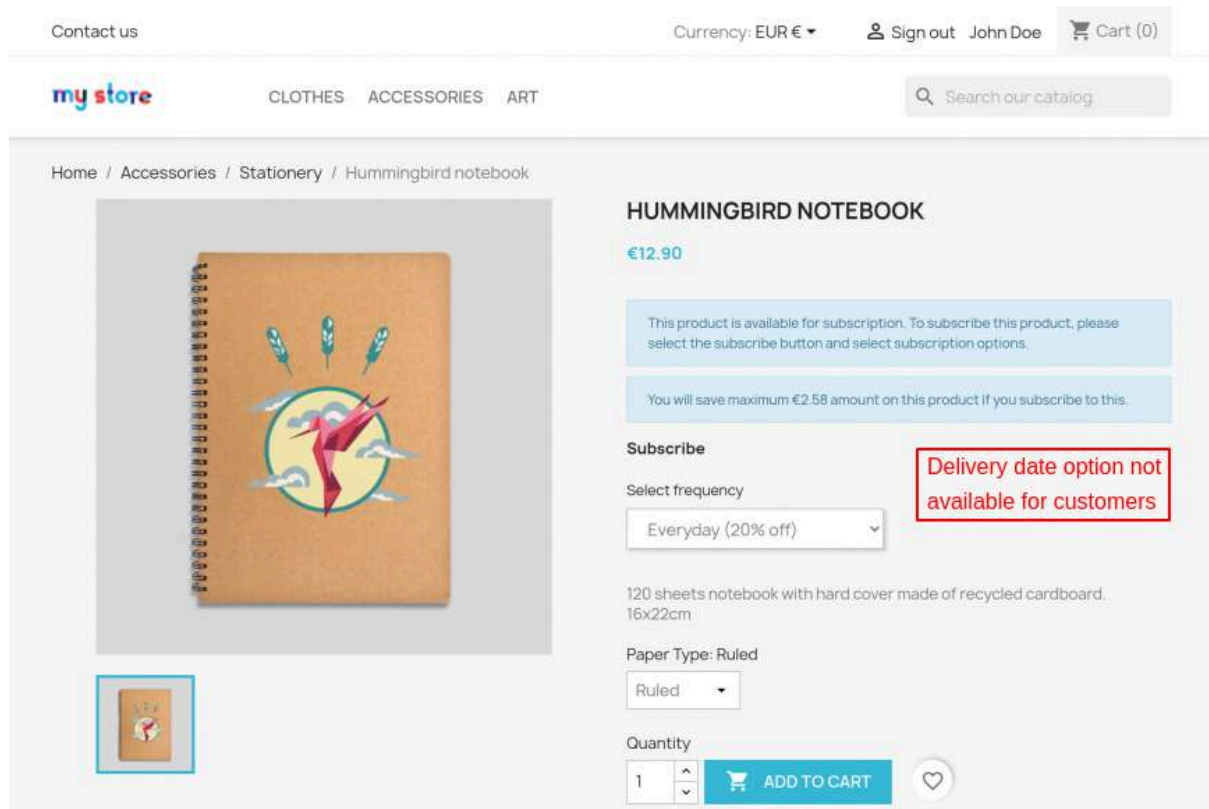 Contact us
Currency: EUR € Sign out John Doe Cart (0)
my store CLOTHES ACCESSORIES ART Search our catalog
Home / Accessories / Stationery / Hummingbird notebook
HUMMINGBIRD NOTEBOOK
€12.90
This product is available for subscription. To subscribe this product, please
select the subscribe button and select subscription options.
You will save maximum €2.58 amount on this product if you subscribe to this.
Subscribe
Delivery date option not
available for customers
Select frequency
Everyday (20% off)
120 sheets notebook with hard cover made of recycled cardboard.
16x22cm
Paper Type: Ruled
Ruled
Quantity
1 ADD TO CART